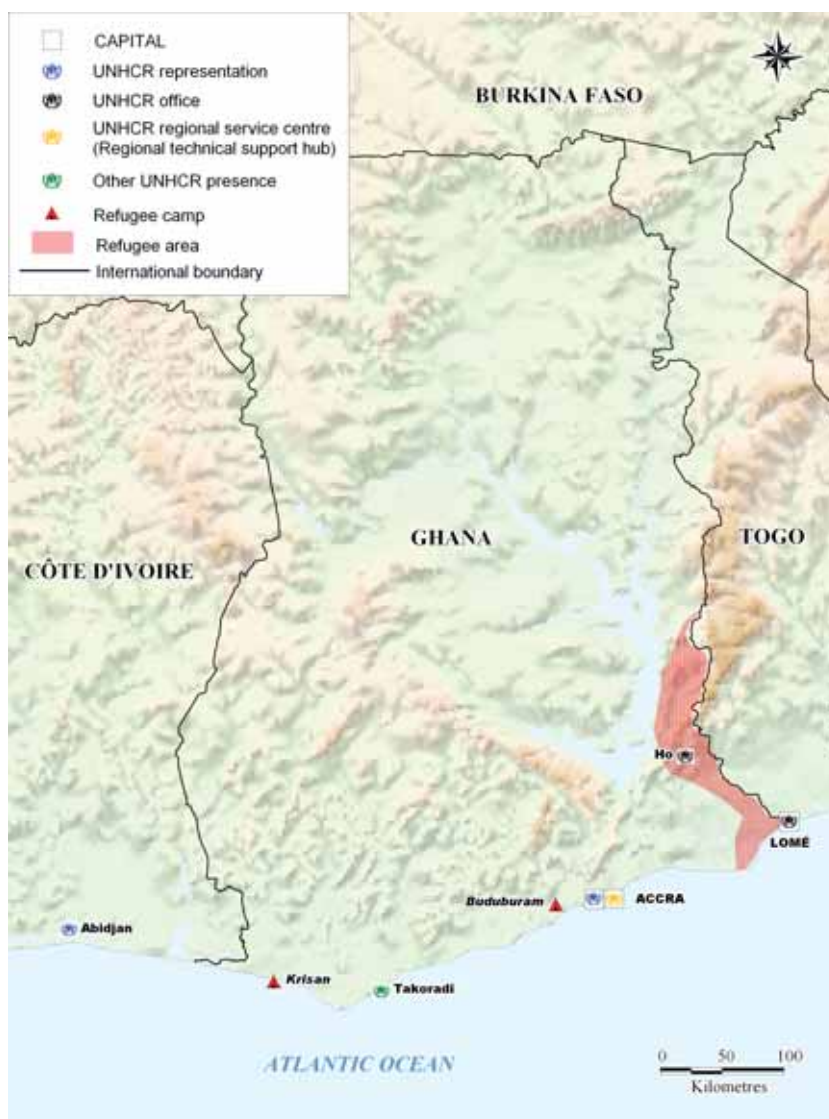 CAPITAL
UNHCR representation
UNHCR office
UNHCR regional service centre
(Regional technical support hub)
Other UNHCR presence
Refugee camp
Refugee area
International boundary
BURKINA FASO
GHANA
TOGO
CÔTE D'IVOIRE
Ho
LOMÉ
Buduburam
ACCRA
Abidjan
Krisan
Takoradi
ATLANTIC OCEAN
0 50 100
Kilometres